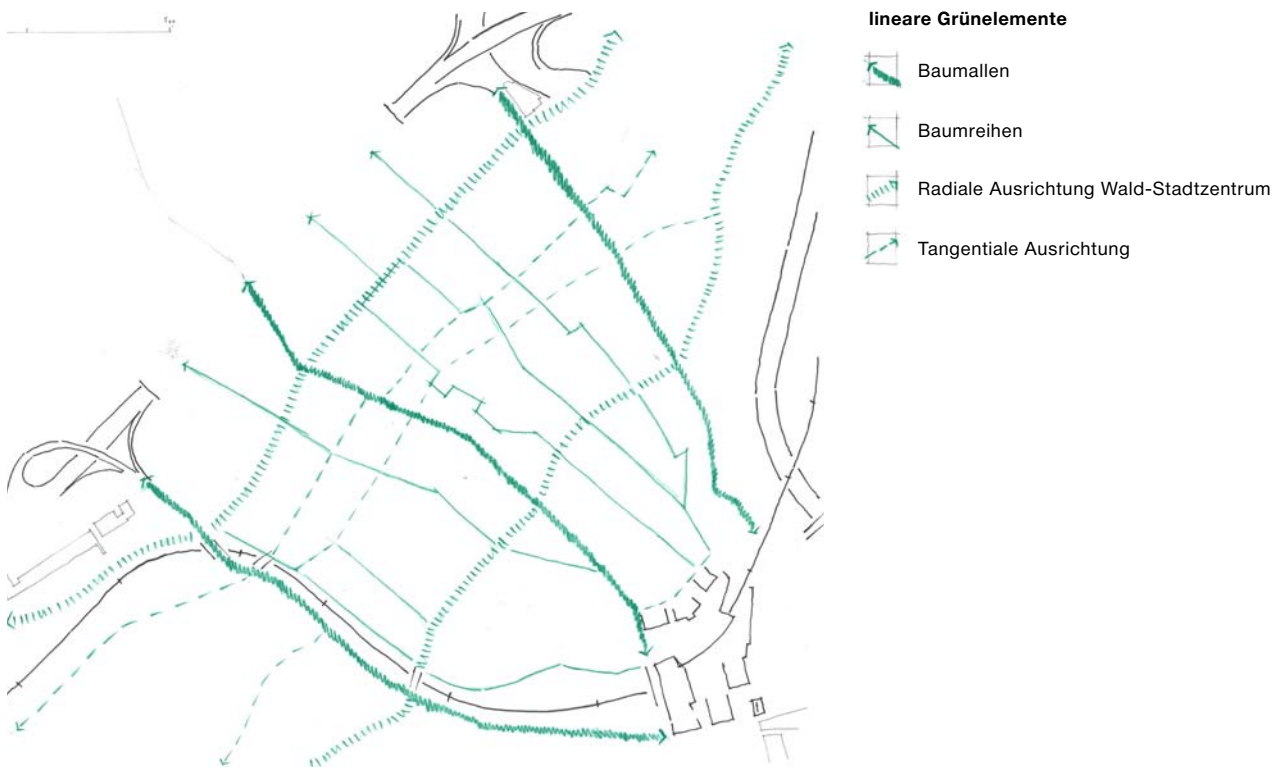 lineare Grünelemente
Baumallen
Baumreihen
Radiale Ausrichtung Wald-Stadtzentrum
Tangentiale Ausrichtung